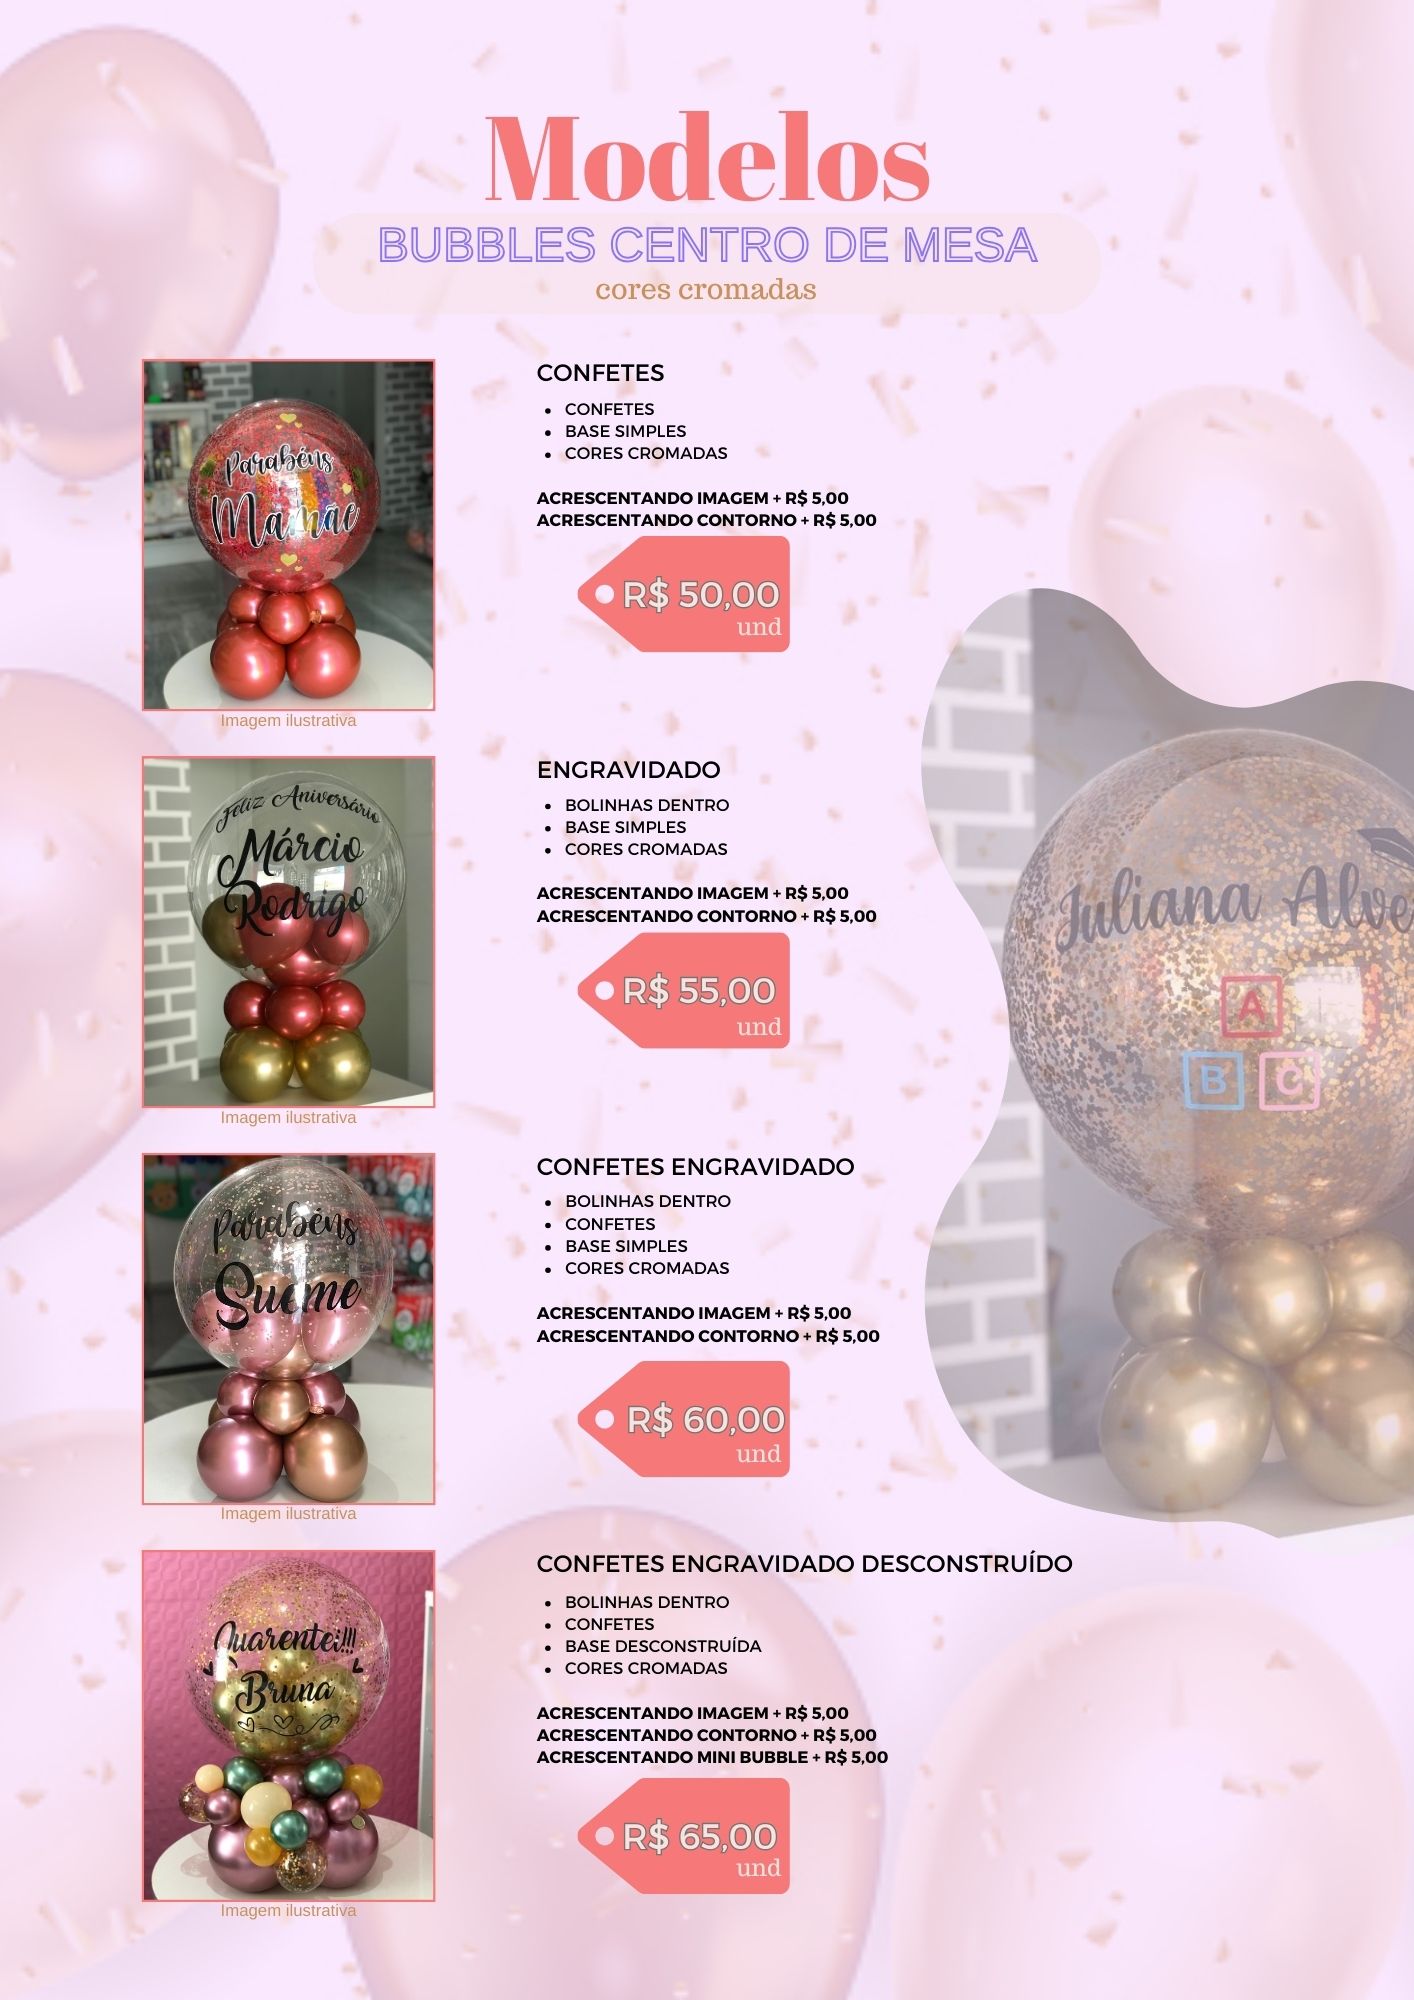 Modelos
BUBBLES CENTRO DE MESA
cores cromadas
Parabéns
Mamãe
Imagem ilustrativa
CONFETES
• CONFETES
• BASE SIMPLES
• CORES CROMADAS
ACRESCENTANDO IMAGEM + R$ 5,00
ACRESCENTANDO CONTORNO + R$ 5,00
R$ 50,00
und
Feliz Aniversário
Márcio
Rodrigo
Imagem ilustrativa
ENGRAVIDADO
• BOLINHAS DENTRO
• BASE SIMPLES
• CORES CROMADAS
ACRESCENTANDO IMAGEM + R$ 5,00
ACRESCENTANDO CONTORNO + R$ 5,00
R$ 55,00
und
Juliana Alve
A
B C
Parabéns
Sueme
Imagem ilustrativa
CONFETES ENGRAVIDADO
• BOLINHAS DENTRO
• CONFETES
• BASE SIMPLES
• CORES CROMADAS
ACRESCENTANDO IMAGEM + R$ 5,00
ACRESCENTANDO CONTORNO + R$ 5,00
R$ 60,00
und
Quarentei!!!
Bruna
Imagem ilustrativa
CONFETES ENGRAVIDADO DESCONSTRUÍDO
• BOLINHAS DENTRO
• CONFETES
• BASE DESCONSTRUÍDA
• CORES CROMADAS
ACRESCENTANDO IMAGEM + R$ 5,00
ACRESCENTANDO CONTORNO + R$ 5,00
ACRESCENTANDO MINI BUBBLE + R$ 5,00
R$ 65,00
und